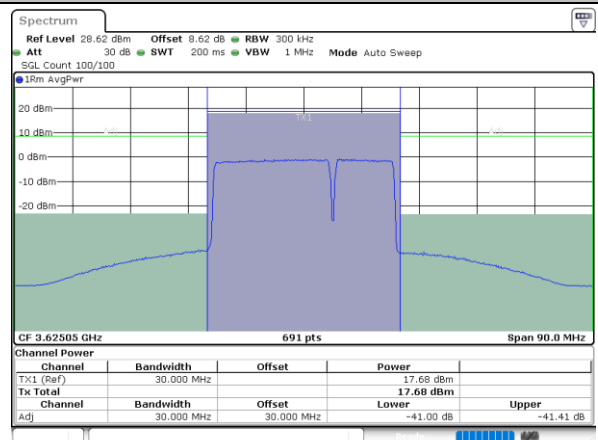 Spectrum
Ref Level 28.62 dBm Offset 8.62 dB RBW 300 kHz
Att 30 dB SWT 200 ms VBW 1 MHz Mode Auto Sweep
SGL Count 100/100
1Rm AvgPwr
TX1
20 dBm
10 dBm
Adj
Adj
0 dBm
-10 dBm
-20 dBm
CF 3.62505 GHz 691 pts Span 90.0 MHz
Channel Power
Channel Bandwidth Offset Power
TX1 (Ref) 30.000 MHz 17.68 dBm
Tx Total 17.68 dBm
Channel Bandwidth Offset Lower Upper
Adj 30.000 MHz 30.000 MHz -41.00 dB -41.41 dB
Ready